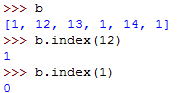 >>> b
[1, 12, 13, 1, 14, 1]
>>> b.index(12)
1
>>> b.index(1)
0